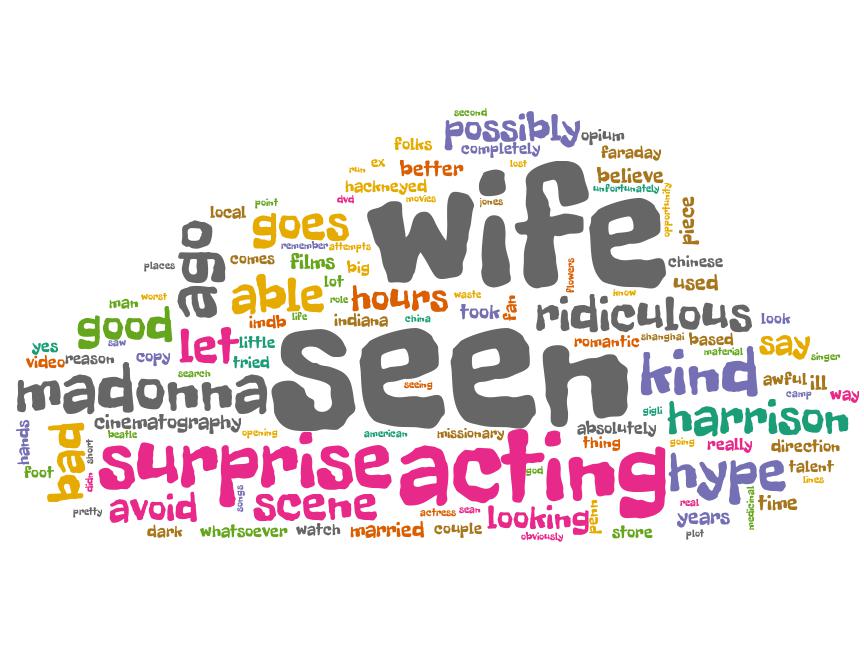 second
possibly
opium
folks
completely
faraday
run
ex
better
lost
believe
hackneyed
unfortunately
dvd
movies
jones
opportunity
piece
local
point
goes
wife
ago
remember
attempts
places
comes
films
big
flowers
chinese
able
lot
used
man
worst
role
hours
waste
know
good
imdb
life
indiana
china
took
fan
ridiculous
look
yes
saw
let
little
romantic
shanghai
based
say
video
reason
copy
tried
material
singer
search
seen
seeing
kind
awful
ill
madonna
camp
way
hands
cinematography
gigli
harrison
beatle
opening
american
missionary
absolutely
bad
short
surprise
acting
thing
going
really
direction
foot
didn
god
hype
talent
lines
pretty
avoid
songs
scene
actress
sean
looking
penn
real
years
medicinal
time
dark
whatsoever
watch
married
couple
obviously
store
plot